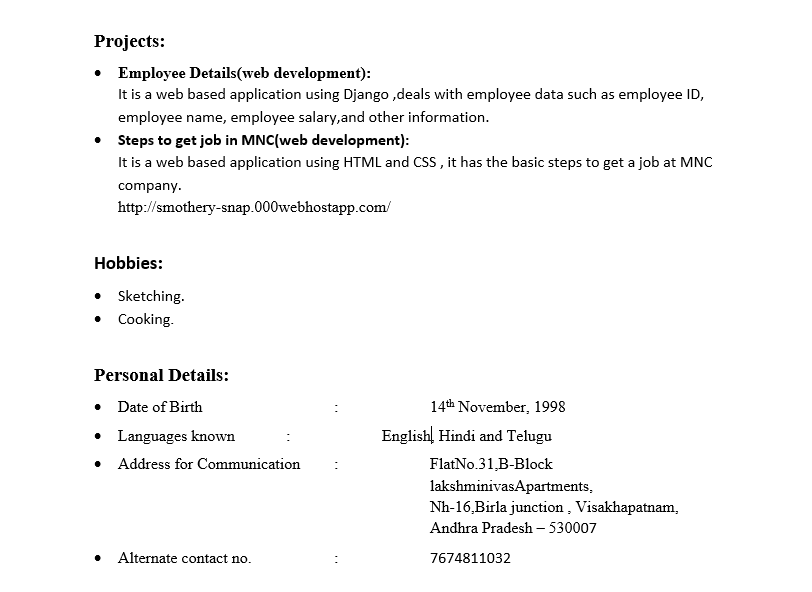 Projects:
• Employee Details(web development):
It is a web based application using Django ,deals with employee data such as employee ID,
employee name, employee salary,and other information.
• Steps to get job in MNC(web development):
It is a web based application using HTML and CSS , it has the basic steps to get a job at MNC
company.
http://smothery-snap.000webhostapp.com/
Hobbies:
• Sketching.
• Cooking.
Personal Details:
• Date of Birth : 14th November, 1998
• Languages known : English, Hindi and Telugu
• Address for Communication : FlatNo.31,B-Block
lakshminivasApartments,
Nh-16,Birla junction , Visakhapatnam,
Andhra Pradesh – 530007
• Alternate contact no. : 7674811032